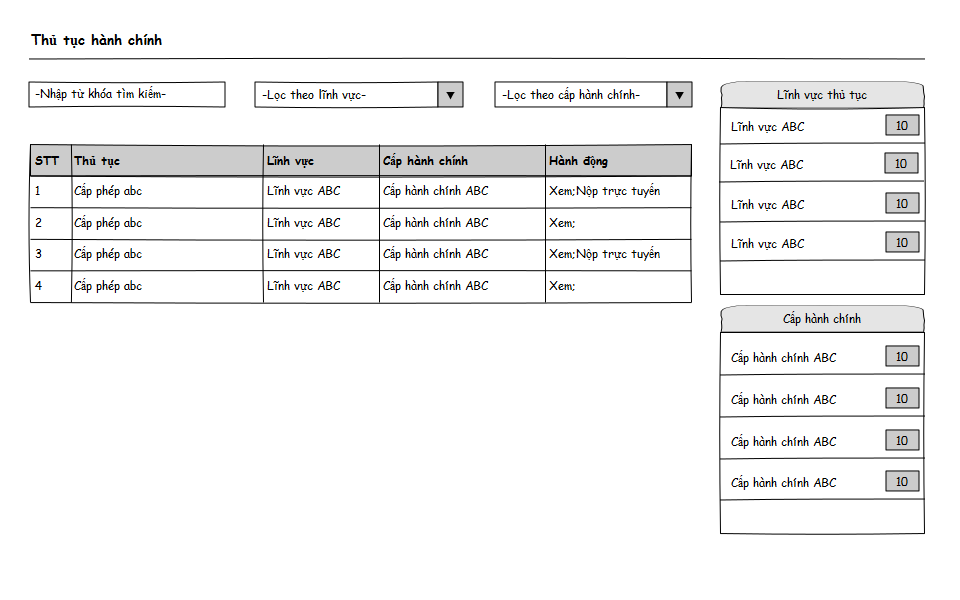 Thủ tục hành chính
-Nhập từ khóa tìm kiếm-
-Lọc theo lĩnh vực-
-Lọc theo cấp hành chính-
STT Thủ tục Lĩnh vực Cấp hành chính Hành động
1 Cấp phép abc Lĩnh vực ABC Cấp hành chính ABC Xem;Nộp trực tuyến
2 Cấp phép abc Lĩnh vực ABC Cấp hành chính ABC Xem;
3 Cấp phép abc Lĩnh vực ABC Cấp hành chính ABC Xem;Nộp trực tuyến
4 Cấp phép abc Lĩnh vực ABC Cấp hành chính ABC Xem;
Lĩnh vực thủ tục
Lĩnh vực ABC 10
Lĩnh vực ABC 10
Lĩnh vực ABC 10
Lĩnh vực ABC 10
Cấp hành chính
Cấp hành chính ABC 10
Cấp hành chính ABC 10
Cấp hành chính ABC 10
Cấp hành chính ABC 10